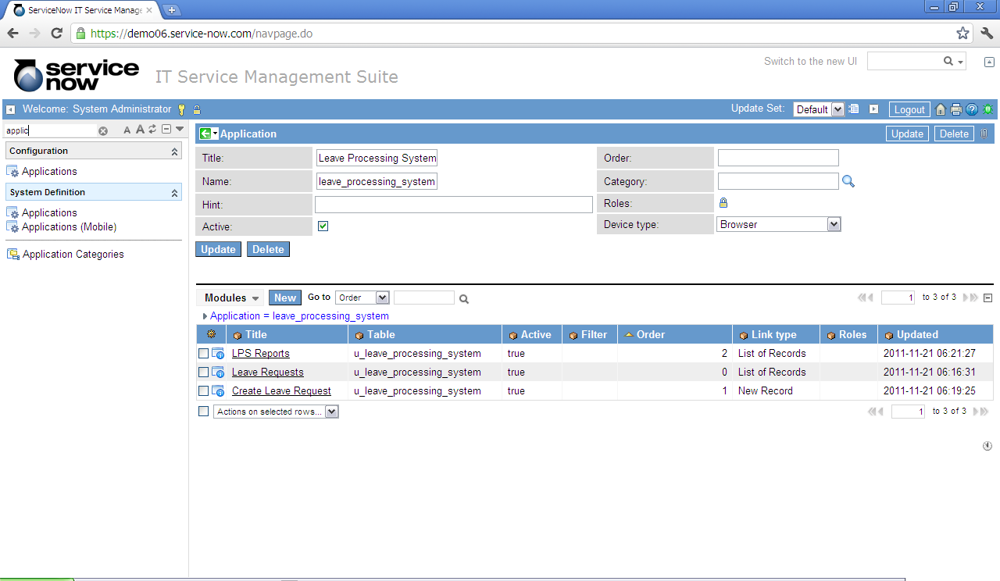 ServiceNow IT Service Manage
https://demo06.service-now.com/navpage.do
Switch to the new UI
service now IT Service Management Suite
Welcome: System Administrator
Update Set: Default Logout
applic A A
Configuration
Applications
System Definition
Applications
Applications (Mobile)
Application Categories
Application Update Delete
Title: Leave Processing System Order:
Name: leave_processing_system Category:
Hint: Roles:
Active: Device type: Browser
Update Delete
Modules New Go to Order 1 to 3 of 3
Application = leave_processing_system
Title Table Active Filter Order Link type Roles Updated
LPS Reports u_leave_processing_system true 2 List of Records 2011-11-21 06:21:27
Leave Requests u_leave_processing_system true 0 List of Records 2011-11-21 06:16:31
Create Leave Request u_leave_processing_system true 1 New Record 2011-11-21 06:19:25
Actions on selected rows... 1 to 3 of 3